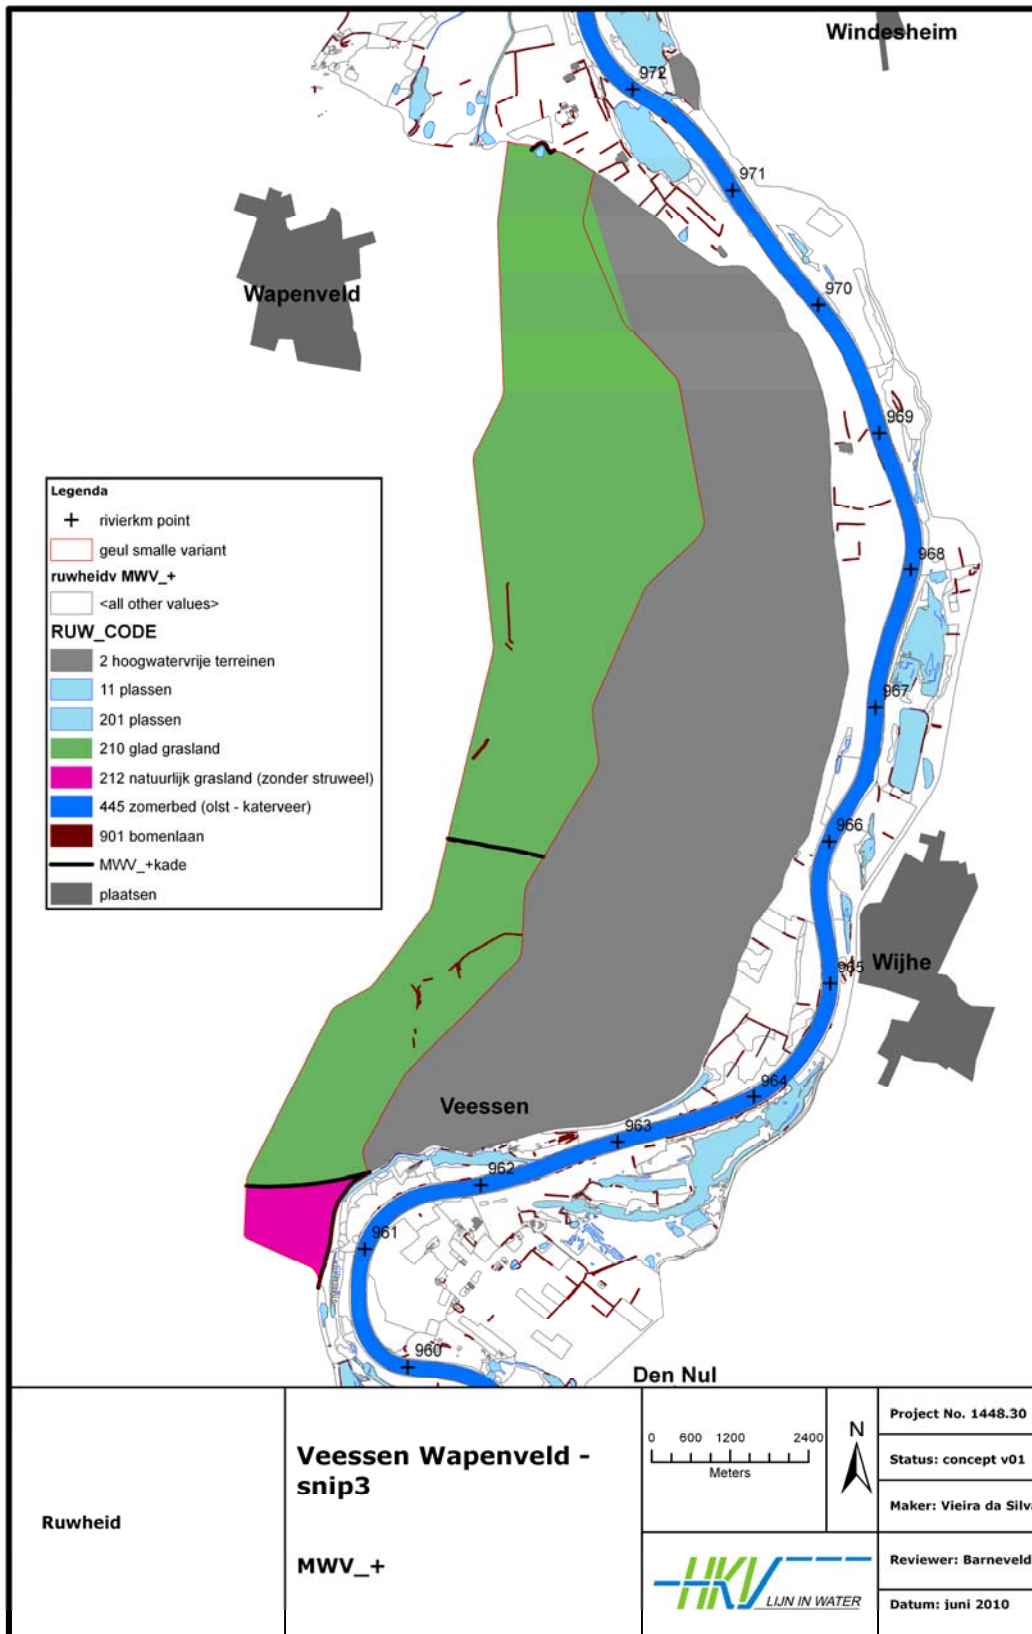 Windesheim
972
971
Wapenveld
970
969
968
967
966
Wijhe
965
964
Veessen
963
962
961
960
Den Nul
Legenda
rivierkm point
geul smalle variant
ruwheidv MWV_+
<all other values>
RUW_CODE
2 hoogwatervrije terreinen
11 plassen
201 plassen
210 glad grasland
212 natuurlijk grasland (zonder struweel)
445 zomerbed (olst - katerveer)
901 bomenlaan
MWV_+kade
plaatsen
Ruwheid
Veessen Wapenveld -
snip3
MWV_+
0 600 1200 2400
Meters
N
HKV
LIJN IN WATER
Project No. 1448.30
Status: concept v01
Maker: Vieira da Silv
Reviewer: Barneveld
Datum: juni 2010